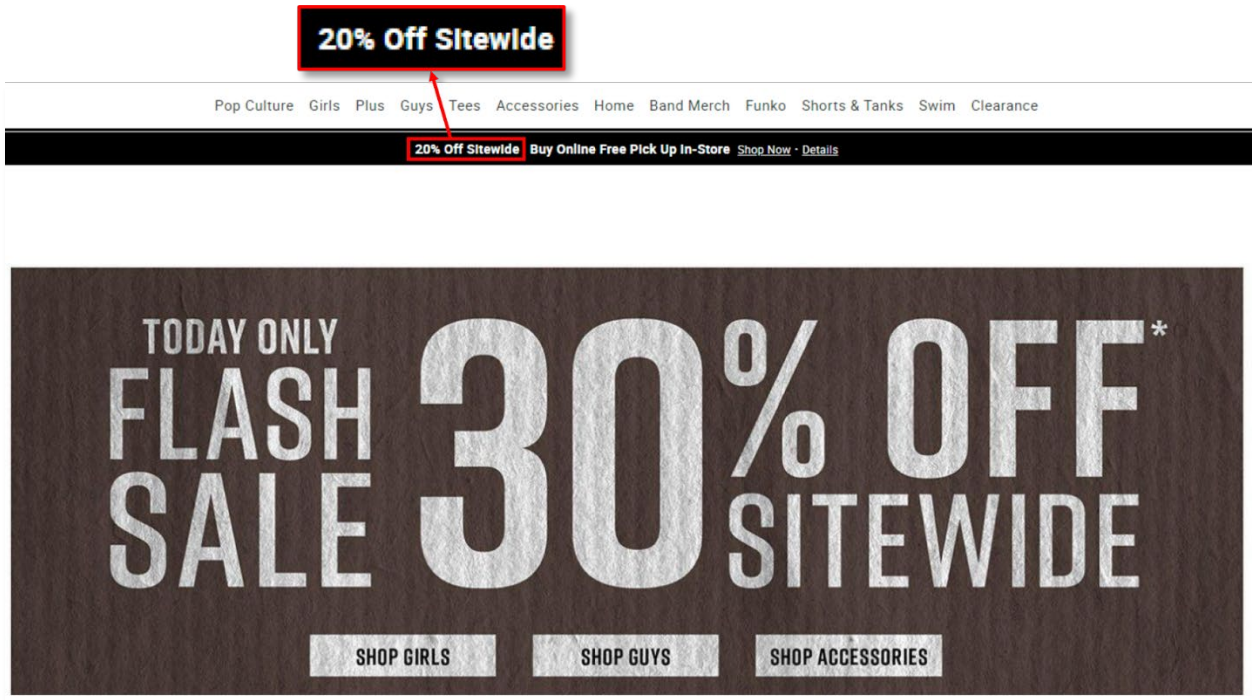 20% Off Sitewide
Pop Culture Girls Plus Guys Tees Accessories Home Band Merch Funko Shorts & Tanks Swim Clearance
20% Off Sitewide Buy Online Free Pick Up In-Store Shop Now · Details
TODAY ONLY
FLASH
SALE
30% OFF*
SITEWIDE
SHOP GIRLS SHOP GUYS SHOP ACCESSORIES